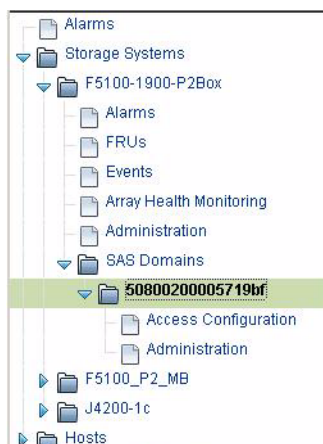 Alarms
Storage Systems
F5100-1900-P2Box
Alarms
FRUs
Events
Array Health Monitoring
Administration
SAS Domains
50800200005719bf
Access Configuration
Administration
F5100_P2_MB
J4200-1c
Hosts